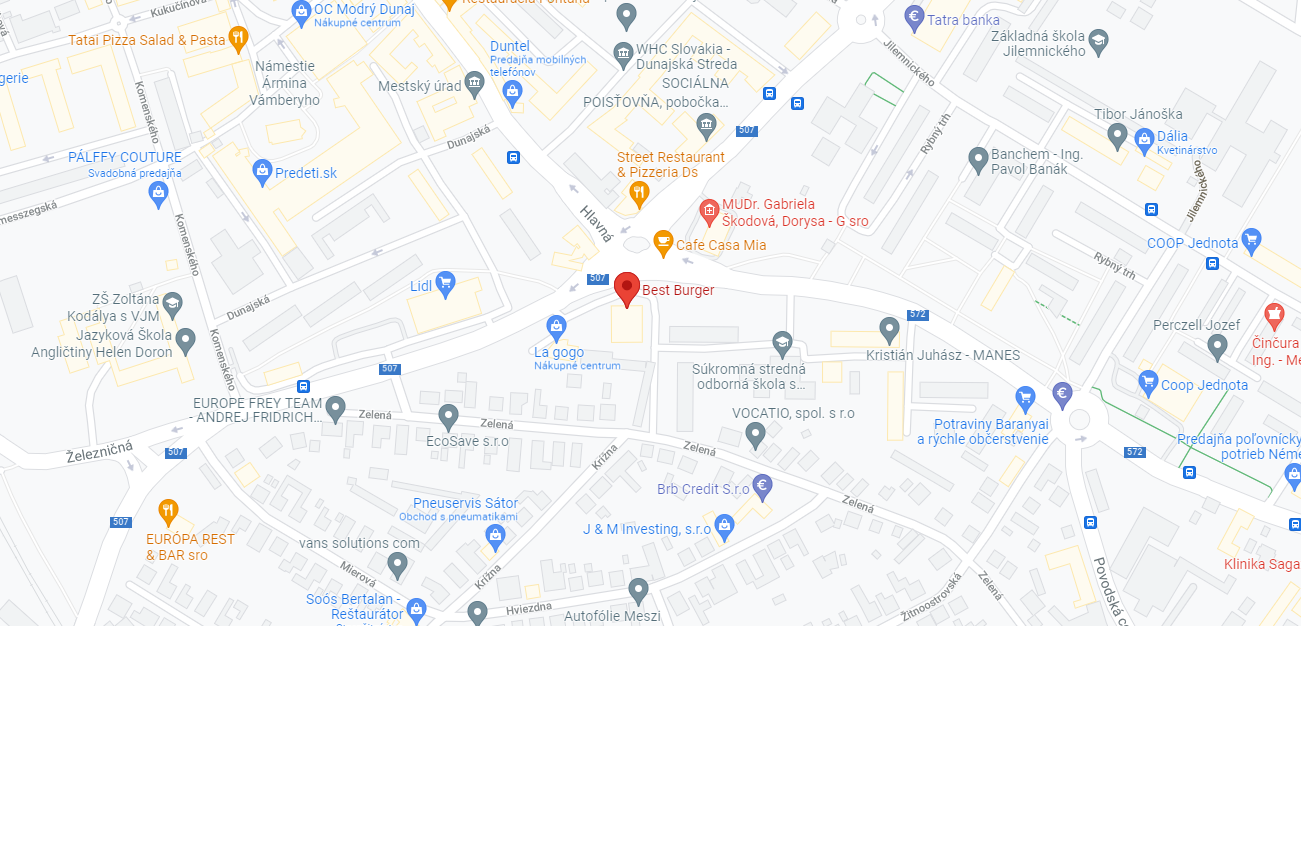 Kukučínova
OC Modrý Dunaj
Nákupné centrum
Tatra banka
Tatai Pizza Salad & Pasta
Duntel
Predajňa mobilných
telefónov
WHC Slovakia -
Dunajská Streda
Základná škola
Jilemnického
Jilemnického
gerie
Námestie
Ármina
Vámberyho
Mestský úrad
SOCIÁLNA
POISŤOVŇA, pobočka...
Komenského
Tibor Jánoška
Dunajská
507
Rybný trh
Dália
Kvetinárstvo
PÁLFFY COUTURE
Svadobná predajňa
Predeti.sk
Street Restaurant
& Pizzeria Ds
Banchem - Ing.
Pavol Banák
Jilemnického
messzegská
MUDr. Gabriela
Škodová, Dorysa - G sro
Hlavná
Komenského
Cafe Casa Mia
COOP Jednota
Rybný trh
507
Lidl
Best Burger
ZŠ Zoltána
Kodálya s VJM
Dunajská
572
Perczell Jozef
Jazyková Škola
Angličtiny Helen Doron
Komenského
La gogo
Nákupné centrum
Kristián Juhász - MANES
Činčura
Ing. - Me
507
Súkromná stredná
odborná škola s...
Coop Jednota
EUROPE FREY TEAM
- ANDREJ FRIDRICH...
Zelená
Zelená
VOCATIO, spol. s r.o
Potraviny Baranyai
a rýchle občerstvenie
EcoSave s.r.o
Železničná
507
Krížna
Zelená
572
Predajňa poľovnícky
potrieb Néme
Brb Credit S.r.o
Pneuservis Sátor
Obchod s pneumatikami
Zelená
507
J & M Investing, s.r.o
EURÓPA REST
& BAR sro
vans solutions com
Mierová
Krížna
Klinika Saga
Zelená
Žitnoostrovská
Povodská c
Soós Bertalan -
Reštaurátor
Hviezdna
Autofólie Meszi